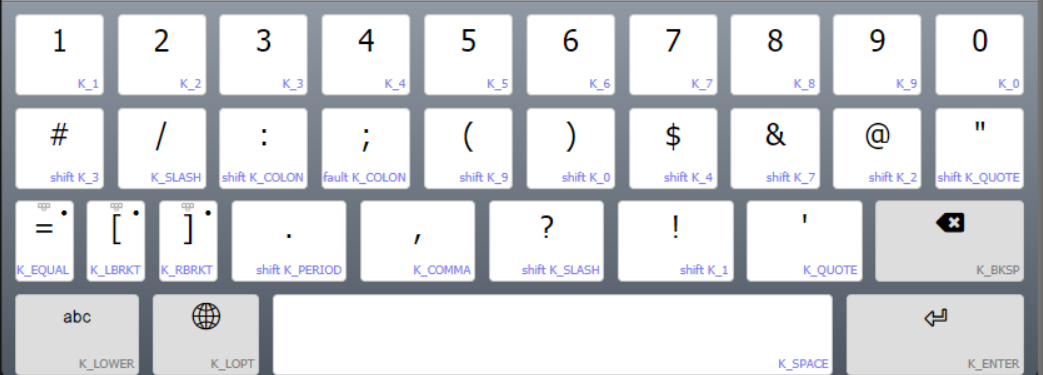 1 2 3 4 5 6 7 8 9 0
K_1 K_2 K_3 K_4 K_5 K_6 K_7 K_8 K_9 K_0
# / : ; ( ) $ & @ "
shift K_3 K_SLASH shift K_COLON fault K_COLON shift K_9 shift K_0 shift K_4 shift K_7 shift K_2 shift K_QUOTE
= [ ] . , ? ! '
K_EQUAL K_LBRKT K_RBRKT shift K_PERIOD K_COMMA shift K_SLASH shift K_1 K_QUOTE K_BKSP
abc
K_LOWER K_LOPT K_SPACE K_ENTER